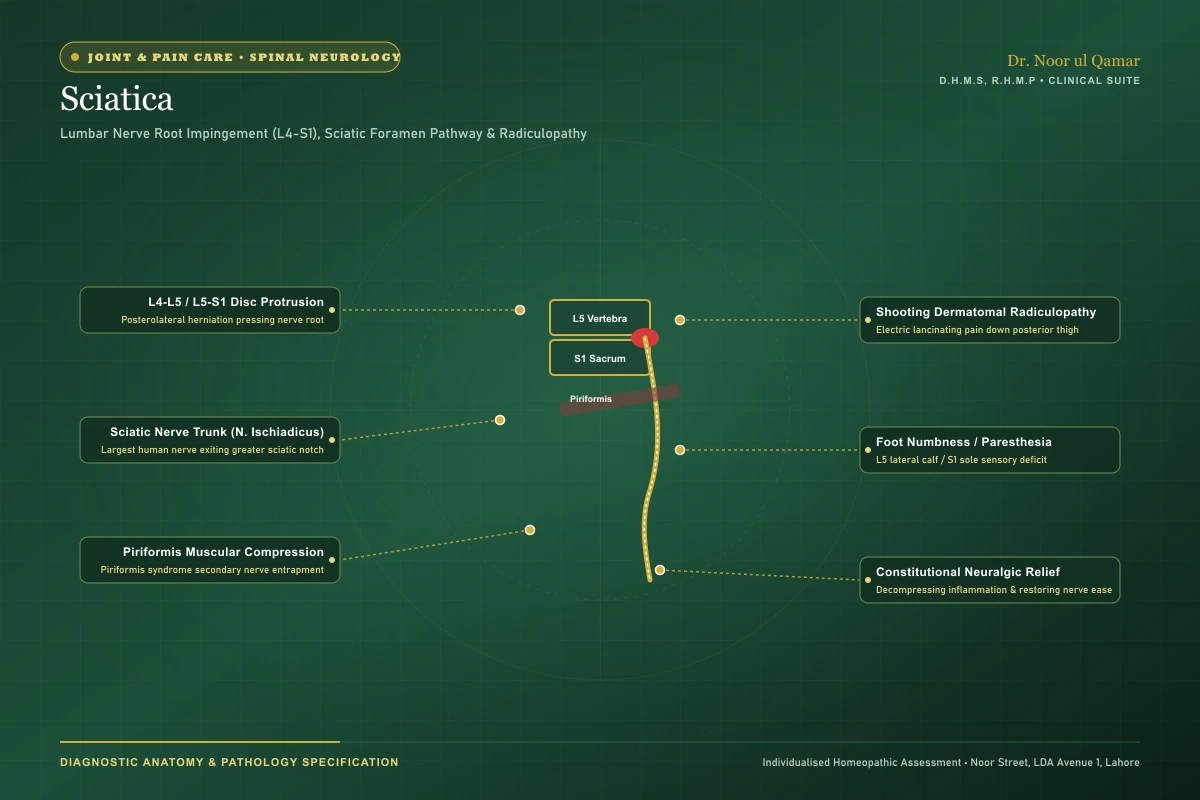 JOINT & PAIN CARE • SPINAL NEUROLOGY
Sciatica
Lumbar Nerve Root Impingement (L4-S1), Sciatic Foramen Pathway & Radiculopathy
Dr. Noor ul Qamar
D.H.M.S, R.H.M.P • CLINICAL SUITE
L4-L5 / L5-S1 Disc Protrusion
Posterolateral herniation pressing nerve root
Sciatic Nerve Trunk (N. Ischiadicus)
Largest human nerve exiting greater sciatic notch
Piriformis Muscular Compression
Piriformis syndrome secondary nerve entrapment
L5 Vertebra
S1 Sacrum
Piriformis
Shooting Dermatomal Radiculopathy
Electric lancinating pain down posterior thigh
Foot Numbness / Paresthesia
L5 lateral calf / S1 sole sensory deficit
Constitutional Neuralgic Relief
Decompressing inflammation & restoring nerve ease
DIAGNOSTIC ANATOMY & PATHOLOGY SPECIFICATION
Individualised Homeopathic Assessment • Noor Street, LDA Avenue 1, Lahore